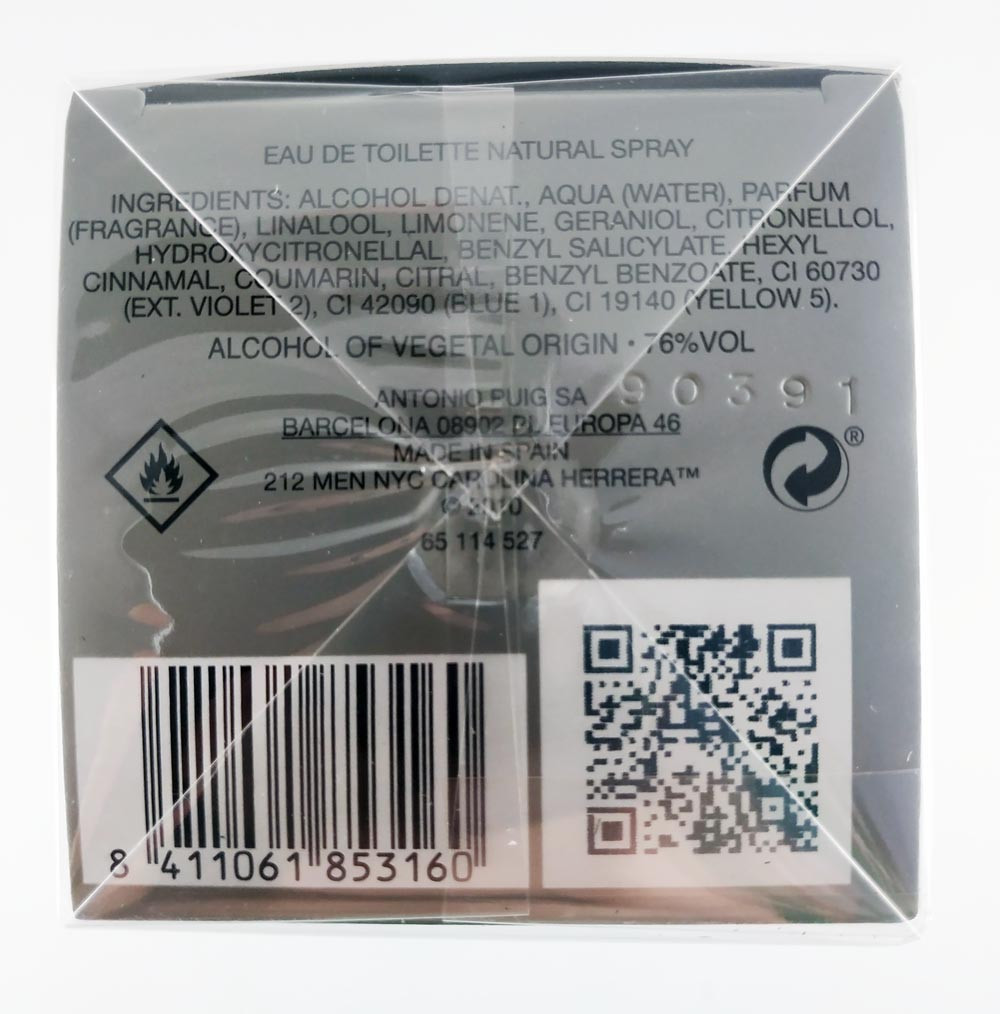 EAU DE TOILETTE NATURAL SPRAY
INGREDIENTS: ALCOHOL DENAT., AQUA (WATER), PARFUM
(FRAGRANCE), LINALOOL, LIMONENE, GERANIOL, CITRONELLOL,
HYDROXYCITRONELLAL, BENZYL SALICYLATE, HEXYL
CINNAMAL, COUMARIN, CITRAL, BENZYL BENZOATE, CI 60730
(EXT. VIOLET 2), CI 42090 (BLUE 1), CI 19140 (YELLOW 5).
ALCOHOL OF VEGETAL ORIGIN • 76%VOL
90391
ANTONIO PUIG SA
BARCELONA 08902 PL EUROPA 46
MADE IN SPAIN
212 MEN NYC CAROLINA HERRERA™
®
65 114 527
8 411061 853160